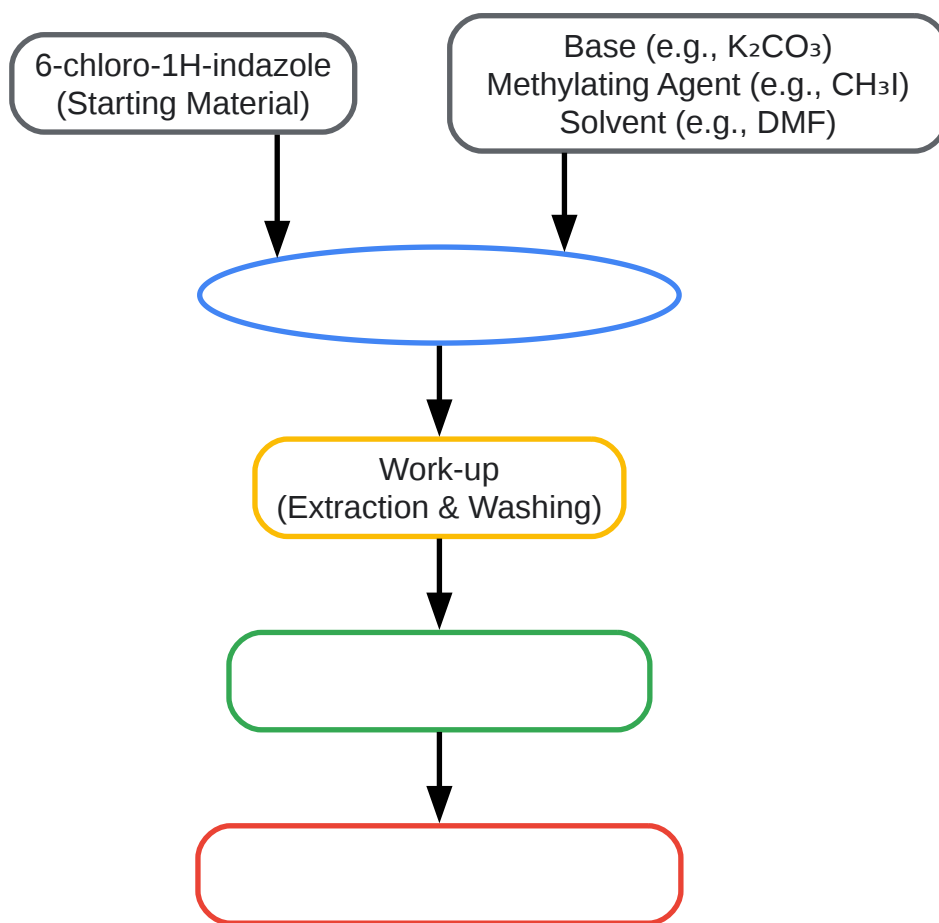 6-chloro-1H-indazole
(Starting Material)
Base (e.g., K₂CO₃)
Methylating Agent (e.g., CH₃I)
Solvent (e.g., DMF)
Work-up
(Extraction & Washing)